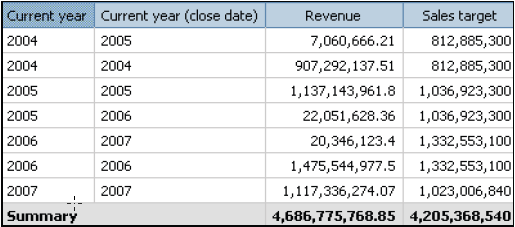 Current year Current year (close date) Revenue Sales target
2004 2005 7,060,666.21 812,885,300
2004 2004 907,292,137.51 812,885,300
2005 2005 1,137,143,961.8 1,036,923,300
2005 2006 22,051,628.36 1,036,923,300
2006 2007 20,346,123.4 1,332,553,100
2006 2006 1,475,544,977.5 1,332,553,100
2007 2007 1,117,336,274.07 1,023,006,840
Summary 4,686,775,768.85 4,205,368,540